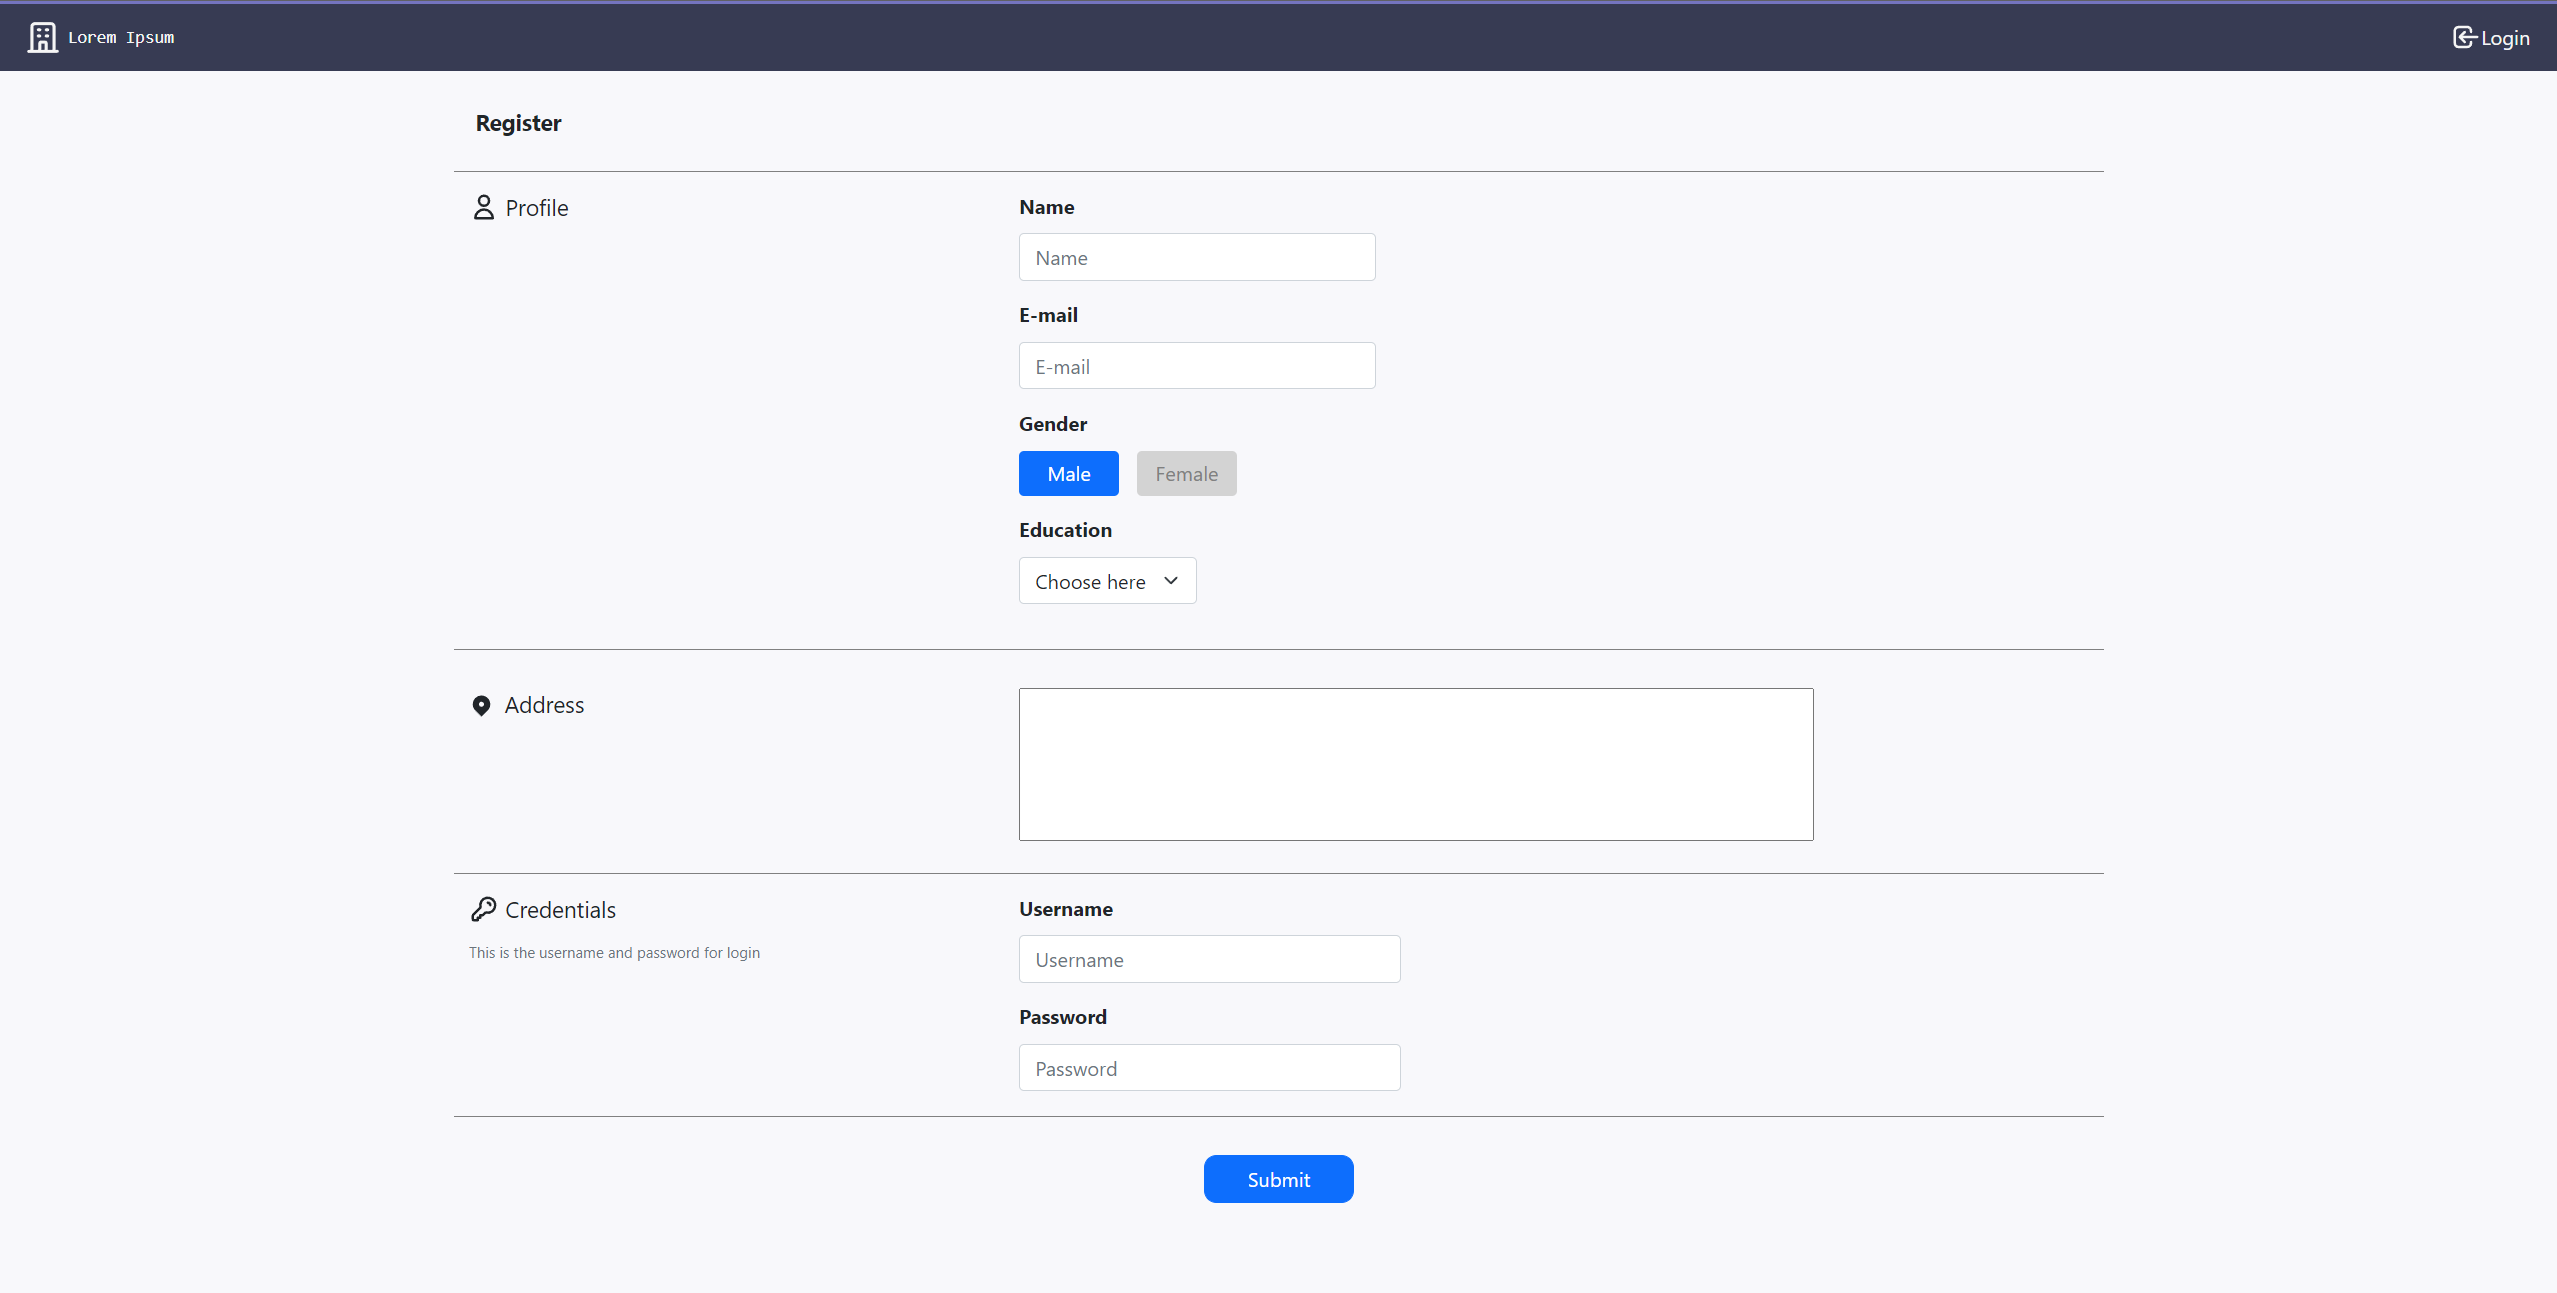 Lorem Ipsum
Login
Register
Profile
Name
Name
E-mail
E-mail
Gender
Male Female
Education
Choose here
Address
Credentials
This is the username and password for login
Username
Username
Password
Password
Submit